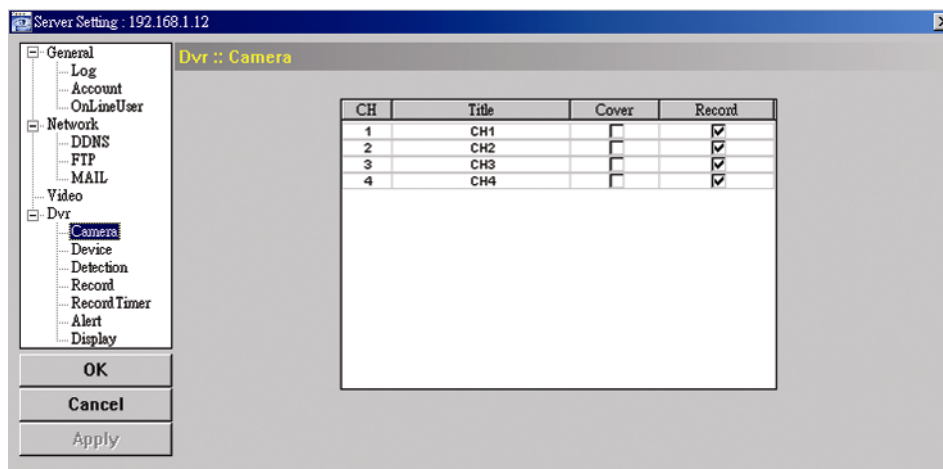 Server Setting : 192.168.1.12
General
Log
Account
OnLineUser
Network
DDNS
FTP
MAIL
Video
Dvr
Camera
Device
Detection
Record
Record Timer
Alert
Display
OK
Cancel
Apply
Dvr :: Camera
CH Title Cover Record
1 CH1
2 CH2
3 CH3
4 CH4